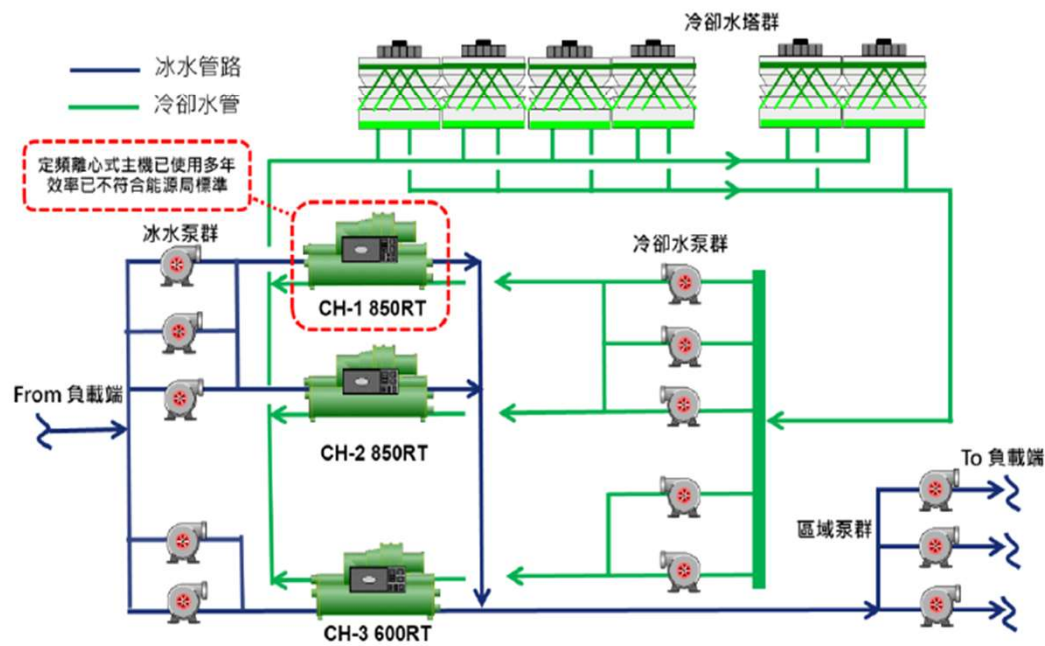 冷卻水塔群
冰水管路
冷卻水管
定頻離心式主機已使用多年
效率已不符合能源局標準
冰水泵群
冷卻水泵群
CH-1 850RT
From 負載端
CH-2 850RT
To 負載端
區域泵群
CH-3 600RT